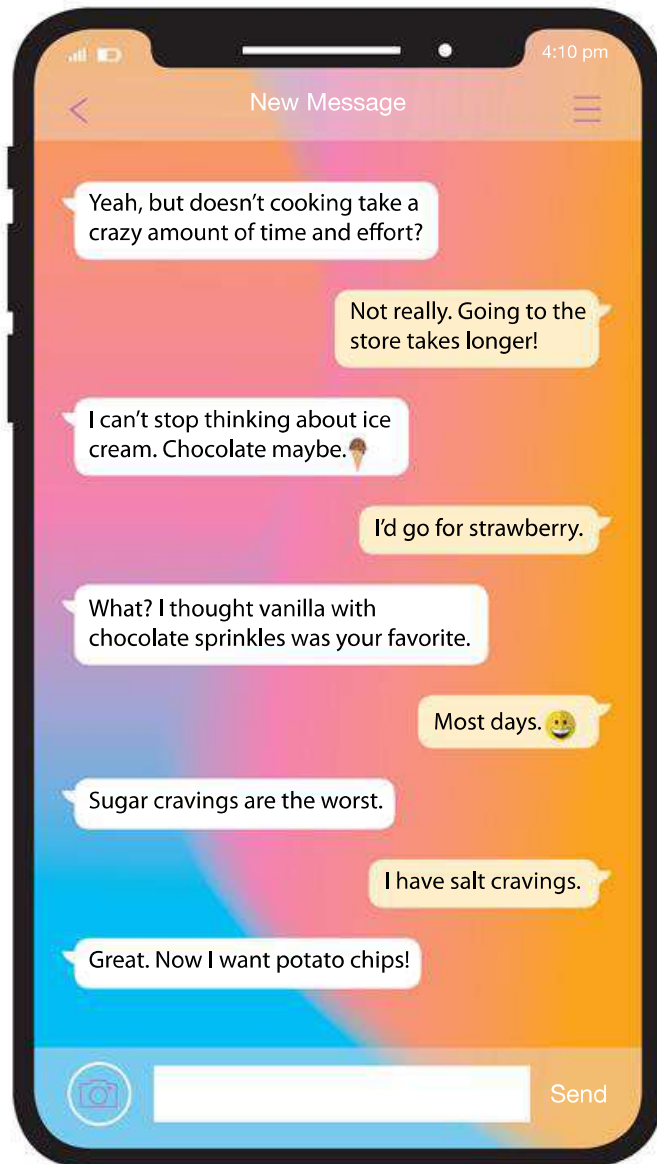 4:10 pm
New Message
Yeah, but doesn’t cooking take a
crazy amount of time and effort?
Not really. Going to the
store takes longer!
I can’t stop thinking about ice
cream. Chocolate maybe.
I’d go for strawberry.
What? I thought vanilla with
chocolate sprinkles was your favorite.
Most days.
Sugar cravings are the worst.
I have salt cravings.
Great. Now I want potato chips!
Send